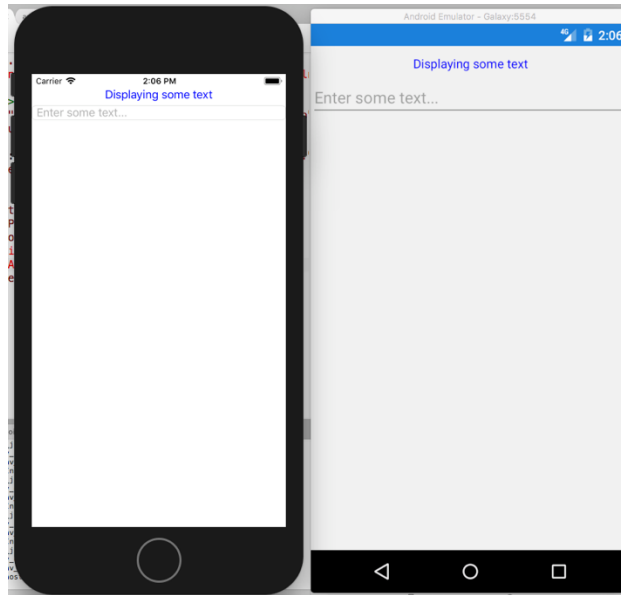 Android Emulator - Galaxy:5554
4G 2:06
Carrier 2:06 PM
Displaying some text
Enter some text...
Displaying some text
Enter some text...